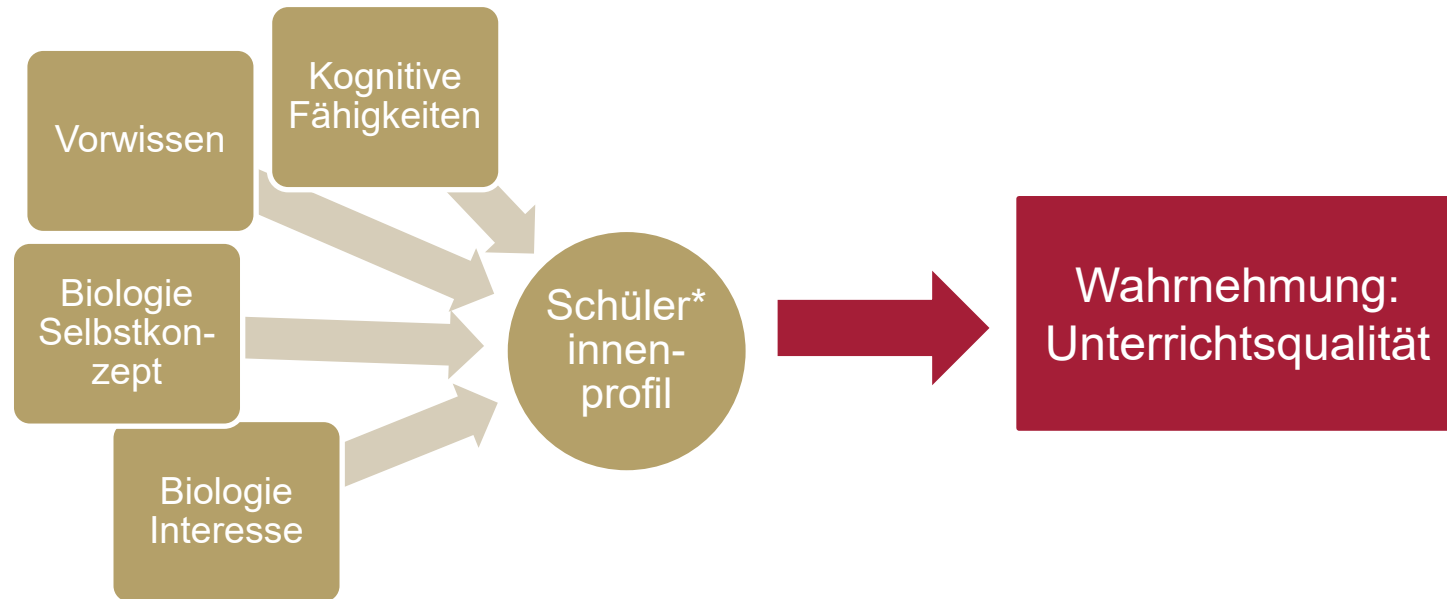 Kognitive
Fähigkeiten
Vorwissen
Biologie
Selbstkon-
zept
Biologie
Interesse
Schüler*
innen-
profil
Wahrnehmung:
Unterrichtsqualität